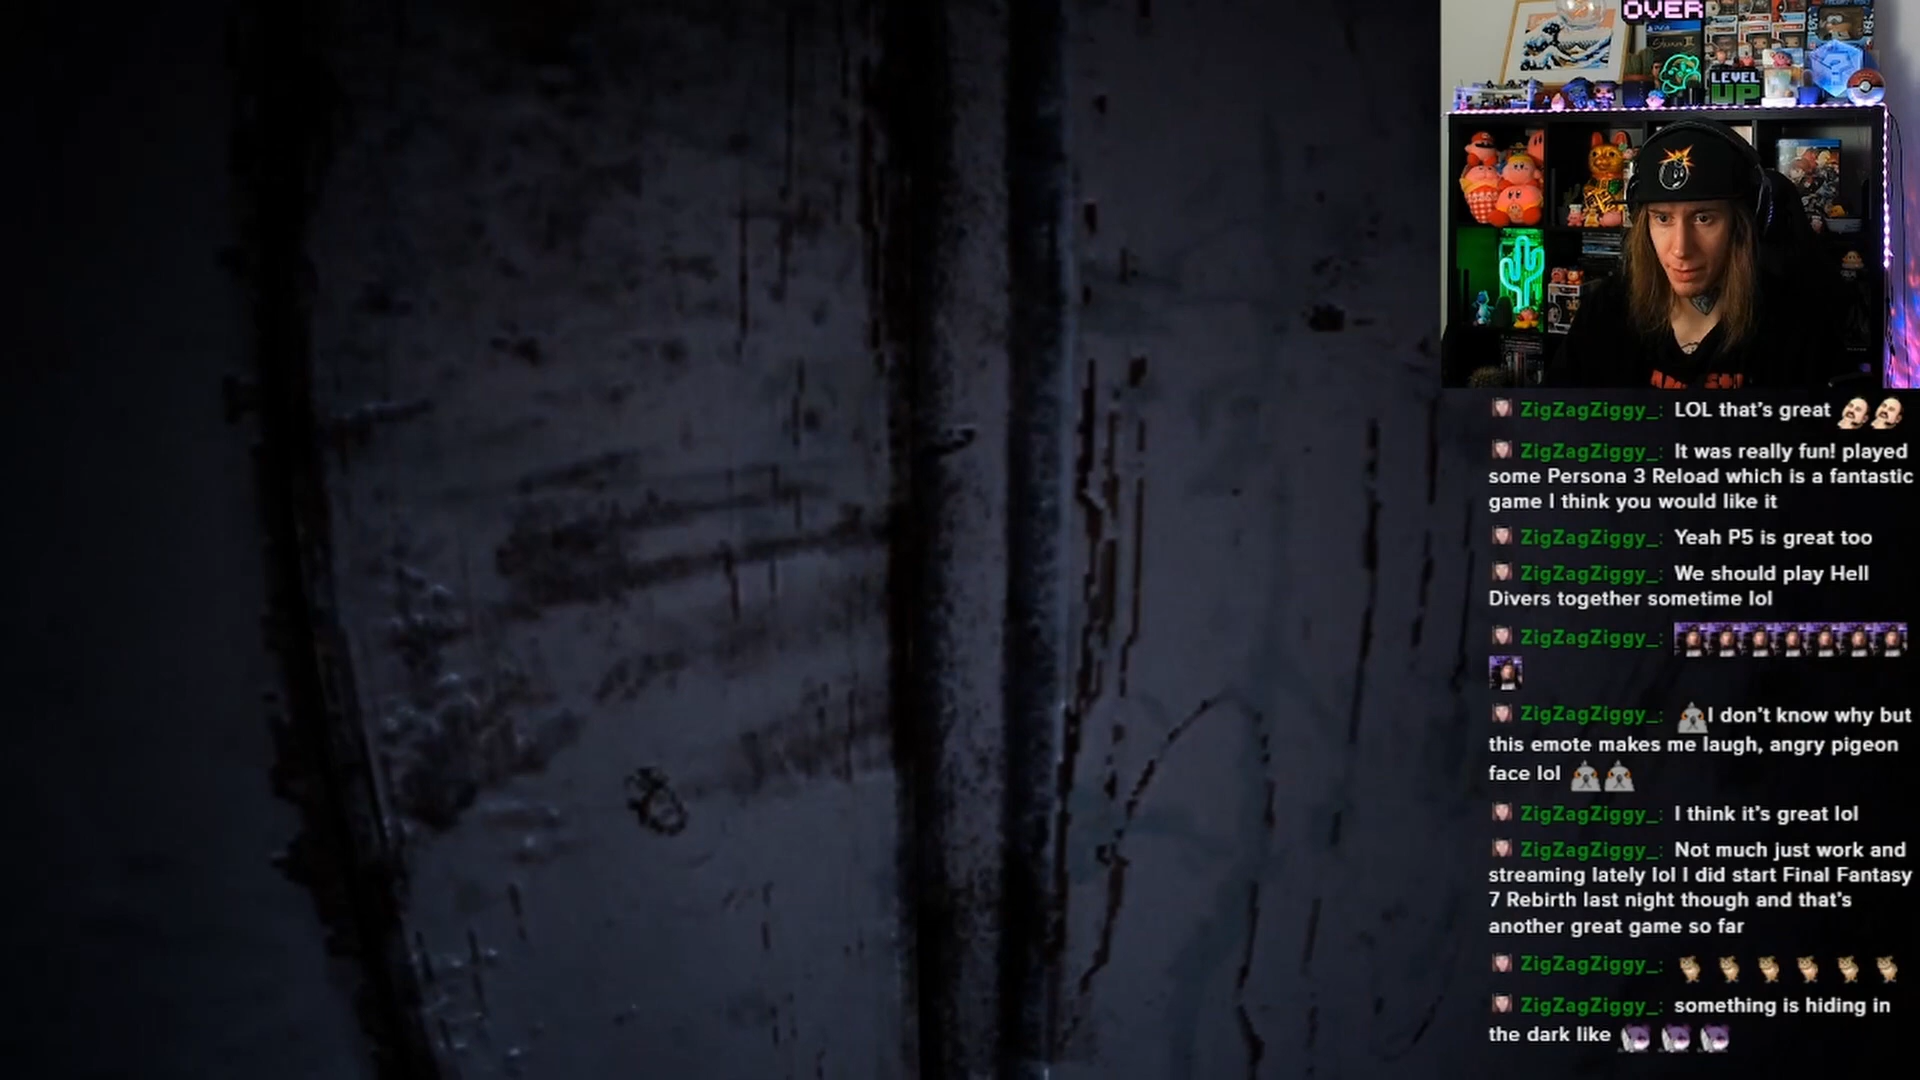 OVER
LEVEL
UP
ZigZagZiggy_: LOL that's great
ZigZagZiggy_: It was really fun! played
some Persona 3 Reload which is a fantastic
game I think you would like it
ZigZagZiggy_: Yeah P5 is great too
ZigZagZiggy_: We should play Hell
Divers together sometime lol
ZigZagZiggy_:
ZigZagZiggy_: I don't know why but
this emote makes me laugh, angry pigeon
face lol
ZigZagZiggy_: I think it's great lol
ZigZagZiggy_: Not much just work and
streaming lately lol I did start Final Fantasy
7 Rebirth last night though and that's
another great game so far
ZigZagZiggy_:
ZigZagZiggy_: something is hiding in
the dark like